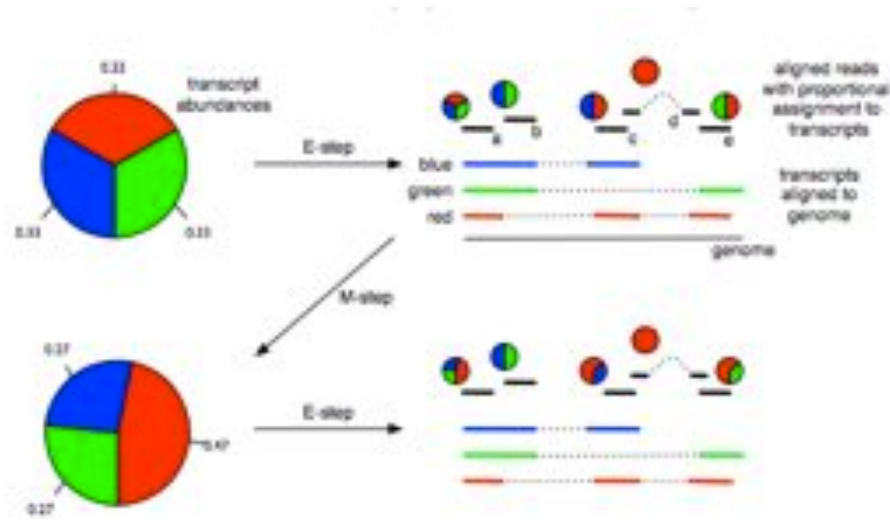 0.33
transcript
abundances
0.33
0.33
E-step
aligned reads
with proportional
assignment to
transcripts
a
b
c
d
e
blue
green
red
transcripts
aligned to
genome
genome
M-step
0.27
0.47
0.27
E-step